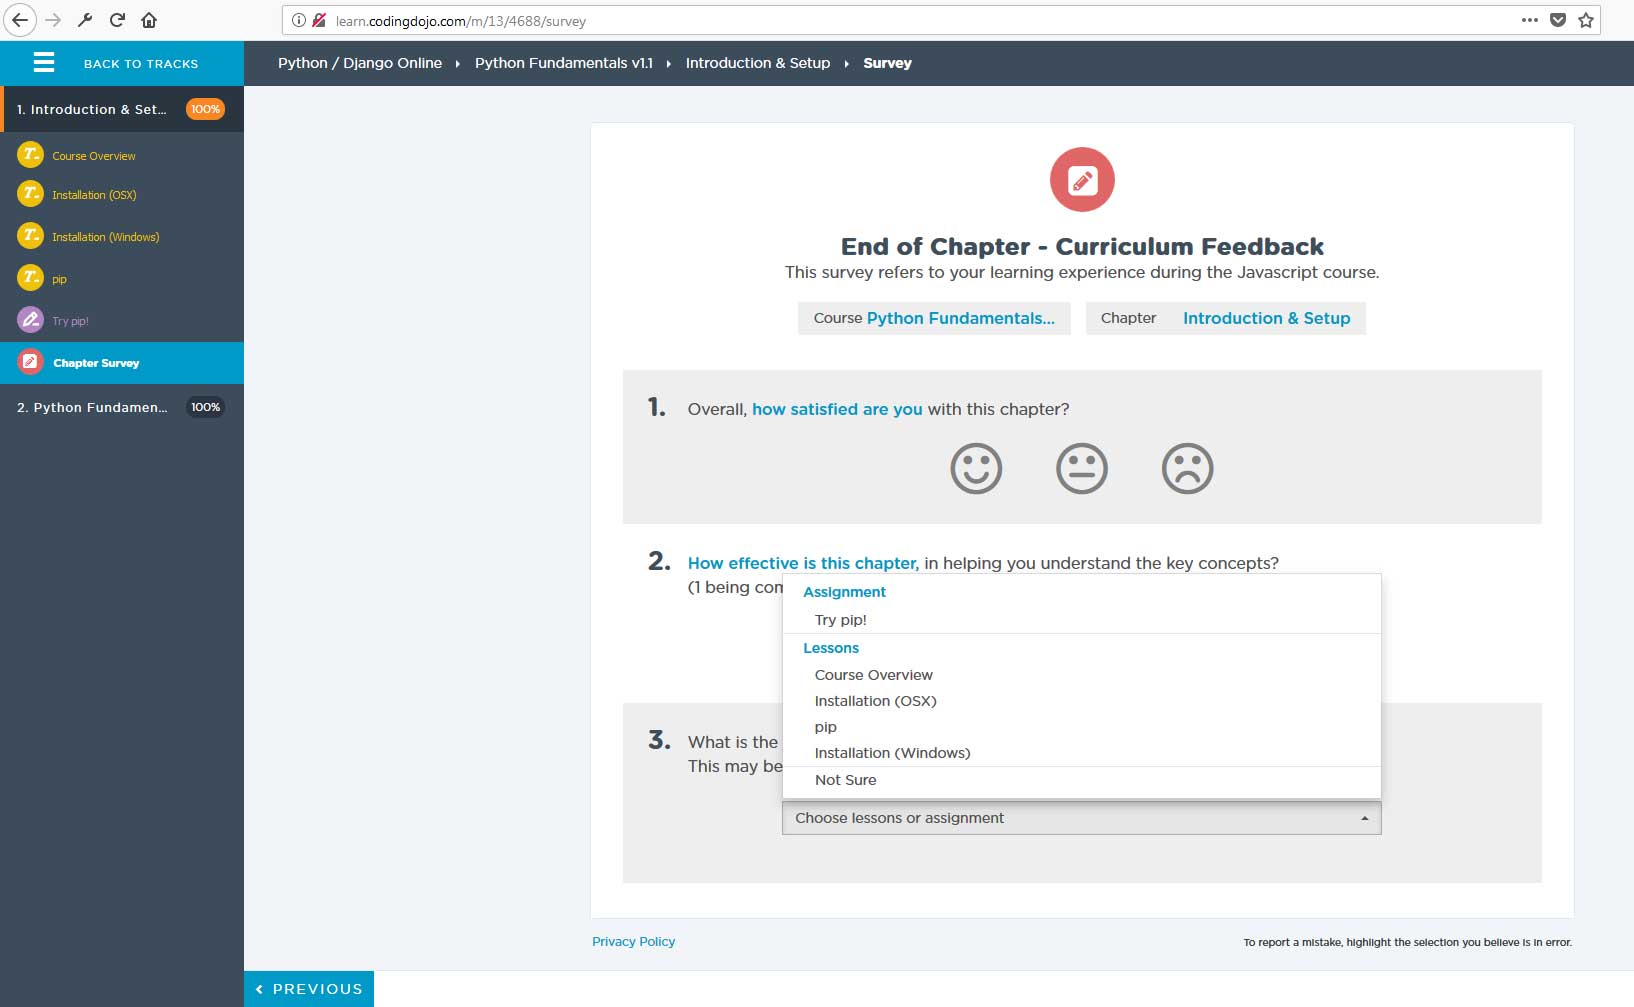 learn.codingdojo.com/m/13/4688/survey
BACK TO TRACKS
Python / Django Online
Python Fundamentals v1.1
Introduction & Setup
Survey
1. Introduction & Set...
100%
Course Overview
Installation (OSX)
Installation (Windows)
pip
Try pip!
Chapter Survey
2. Python Fundamen...
100%
End of Chapter - Curriculum Feedback
This survey refers to your learning experience during the Javascript course.
Course Python Fundamentals...
Chapter Introduction & Setup
1. Overall, how satisfied are you with this chapter?
2. How effective is this chapter, in helping you understand the key concepts?
(1 being
Assignment
Try pip!
Lessons
Course Overview
Installation (OSX)
pip
Installation (Windows)
Not Sure
3. What is the
This may be
Choose lessons or assignment
Privacy Policy
To report a mistake, highlight the selection you believe is in error.
PREVIOUS